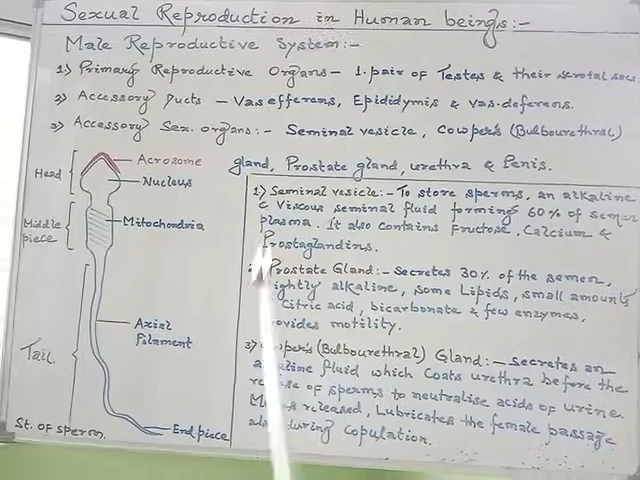 Sexual Reproduction in Human beings:-
Male Reproductive System:-
1) Primary Reproductive Organs - 1. pair of Testes & their scrotal sacs
2) Accessory Ducts - Vas efferens, Epididymis & vas-deferens.
3) Accessory Sex. organs:- Seminal vesicle, Cowper's (Bulbourethral)
gland, Prostate gland, urethra & Penis.
Head
Acrosome
Nucleus
Middle piece
Mitochondria
Tail.
Axial Filament
End piece
St. of sperm.
1) Seminal vesicle:- To store sperms, an alkaline
& Viscous seminal fluid forming 60% of semen
plasma. It also contains Fructose. Calcium &
Prostaglandins.
Prostate Gland:- Secretes 30% of the semen,
alkaline, some Lipids, small amounts
Citric acid, bicarbonate & few enzymes.
motility.
3) (Bulbourethral) Gland:- Secretes an
fluid which Coats urethra before the
of sperms to neutralise acids of urine.
released, Lubricates the female passage
during copulation.